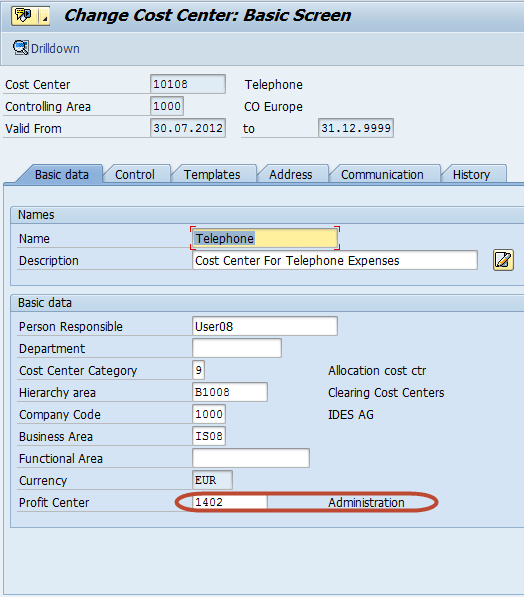 Change Cost Center: Basic Screen
Drilldown
Cost Center 10108 Telephone
Controlling Area 1000 CO Europe
Valid From 30.07.2012 to 31.12.9999
Basic data Control Templates Address Communication History
Names
Name Telephone
Description Cost Center For Telephone Expenses
Basic data
Person Responsible User08
Department
Cost Center Category 9 Allocation cost ctr
Hierarchy area B1008 Clearing Cost Centers
Company Code 1000 IDES AG
Business Area IS08
Functional Area
Currency EUR
Profit Center 1402 Administration